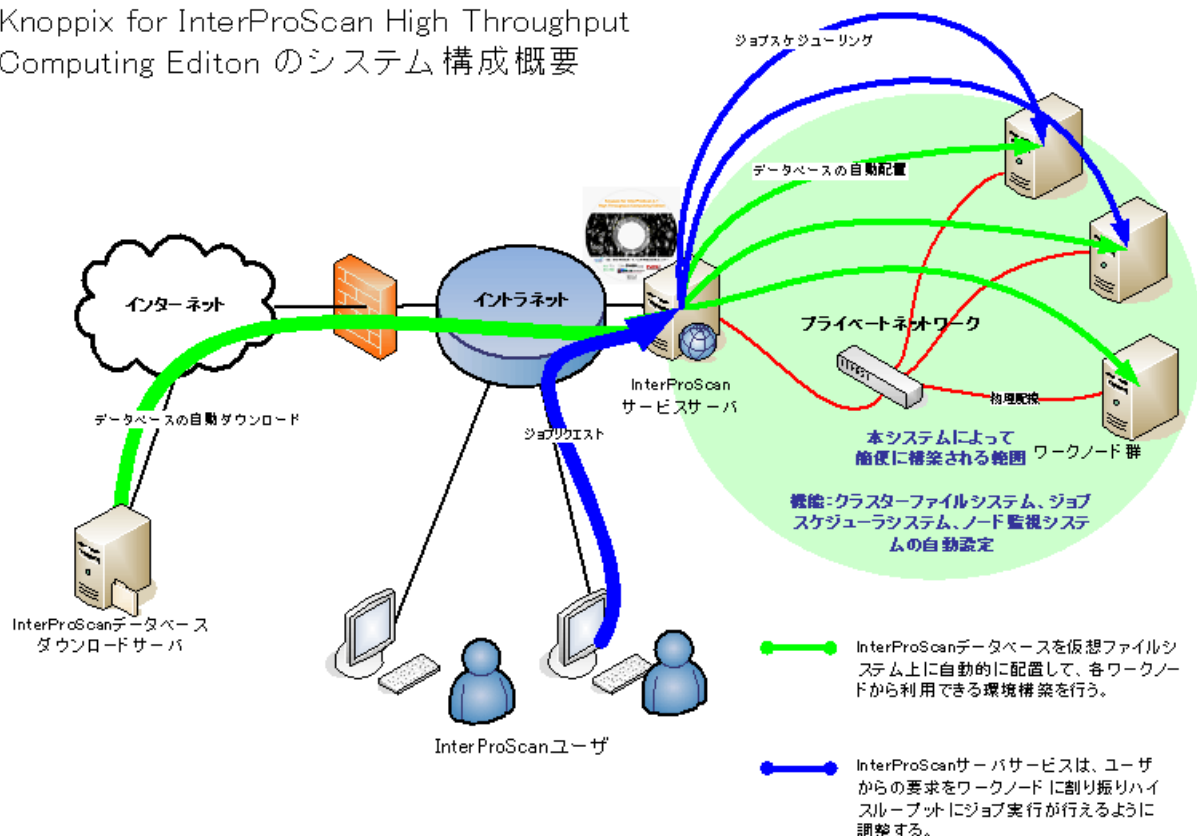 Knoppix for InterProScan High Throughput
Computing Editon のシステム構成概要
ジョブスケジューリング
データベースの自動配置
インターネット
イントラネット
プライベートネットワーク
InterProScan
サービスサーバ
物理配線
データベースの自動ダウンロード
ジョブリクエスト
本システムによって
簡便に構築される範囲
ワークノード群
機能：クラスターファイルシステム、ジョブ
スケジューラシステム、ノード監視システ
ムの自動設定
InterProScanデータベース
ダウンロードサーバ
InterProScanユーザ
InterProScanデータベースを仮想ファイルシ
ステム上に自動的に配置して、各ワークノー
ドから利用できる環境構築を行う。
InterProScanサーバサービスは、ユーザ
からの要求をワークノードに割り振りハイ
スループットにジョブ実行が行えるように
調整する。